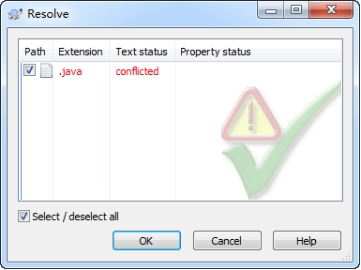 Resolve
Path Extension Text status Property status
.java conflicted
Select / deselect all
OK Cancel Help